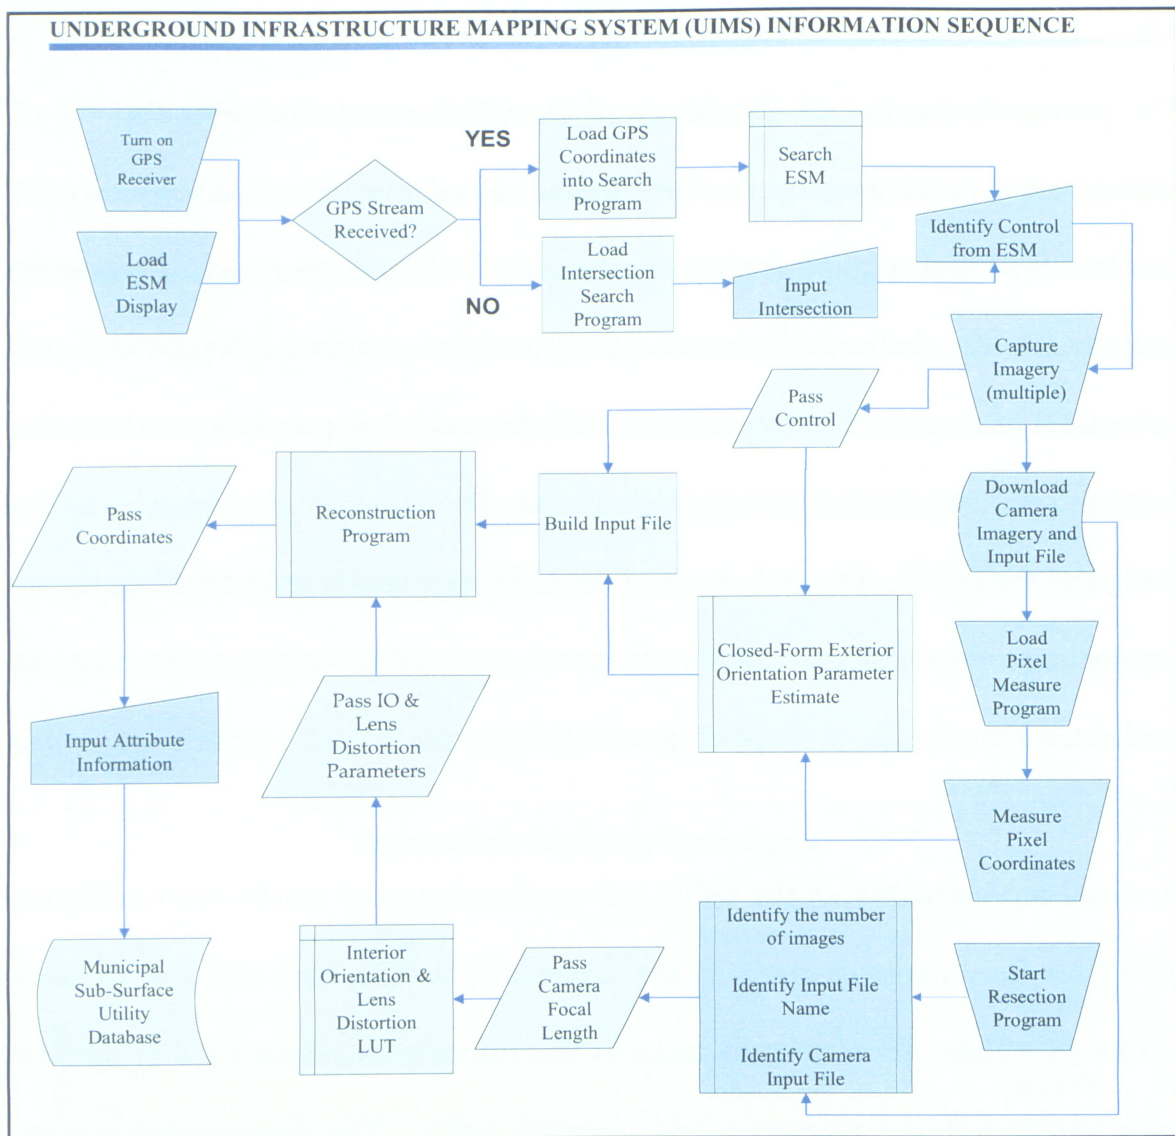 UNDERGROUND INFRASTRUCTURE MAPPING SYSTEM (UIMS) INFORMATION SEQUENCE
Turn on
GPS
Receiver
Load
ESM
Display
GPS Stream
Received?
YES
NO
Load GPS
Coordinates
into Search
Program
Search
ESM
Load
Intersection
Search
Program
Input
Intersection
Identify Control
from ESM
Capture
Imagery
(multiple)
Pass
Control
Download
Camera
Imagery and
Input File
Build Input File
Reconstruction
Program
Pass
Coordinates
Load
Pixel
Measure
Program
Closed-Form Exterior
Orientation Parameter
Estimate
Pass IO &
Lens
Distortion
Parameters
Input Attribute
Information
Measure
Pixel
Coordinates
Municipal
Sub-Surface
Utility
Database
Interior
Orientation &
Lens
Distortion
LUT
Pass
Camera
Focal
Length
Identify the number
of images
Identify Input File
Name
Identify Camera
Input File
Start
Resection
Program